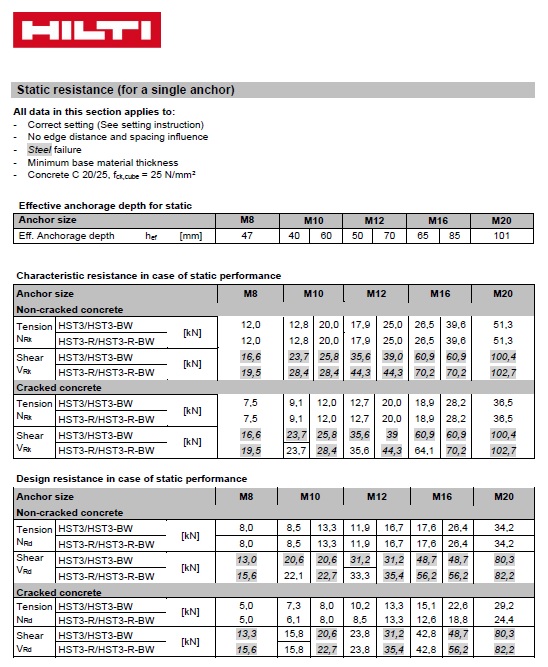 HILTI
Static resistance (for a single anchor)
All data in this section applies to:
- Correct setting (See setting instruction)
- No edge distance and spacing influence
- Steel failure
- Minimum base material thickness
- Concrete C 20/25, fck,cube = 25 N/mm²
Effective anchorage depth for static
Anchor size M8 M10 M12 M16 M20
Eff. Anchorage depth hef [mm] 47 40 60 50 70 65 85 101
Characteristic resistance in case of static performance
Anchor size M8 M10 M12 M16 M20
Non-cracked concrete
Tension HST3/HST3-BW [kN] 12,0 12,8 20,0 17,9 25,0 26,5 39,6 51,3
NRk HST3-R/HST3-R-BW 12,0 12,8 20,0 17,9 25,0 26,5 39,6 51,3
Shear HST3/HST3-BW [kN] 16,6 23,7 25,8 35,6 39,0 60,9 60,9 100,4
VRk HST3-R/HST3-R-BW 19,5 28,4 28,4 44,3 44,3 70,2 70,2 102,7
Cracked concrete
Tension HST3/HST3-BW [kN] 7,5 9,1 12,0 12,7 20,0 18,9 28,2 36,5
NRk HST3-R/HST3-R-BW 7,5 9,1 12,0 12,7 20,0 18,9 28,2 36,5
Shear HST3/HST3-BW [kN] 16,6 23,7 25,8 35,6 39 60,9 60,9 100,4
VRk HST3-R/HST3-R-BW 19,5 23,7 28,4 35,6 44,3 64,1 70,2 102,7
Design resistance in case of static performance
Anchor size M8 M10 M12 M16 M20
Non-cracked concrete
Tension HST3/HST3-BW [kN] 8,0 8,5 13,3 11,9 16,7 17,6 26,4 34,2
NRd HST3-R/HST3-R-BW 8,0 8,5 13,3 11,9 16,7 17,6 26,4 34,2
Shear HST3/HST3-BW [kN] 13,0 20,6 20,6 31,2 31,2 48,7 48,7 80,3
VRd HST3-R/HST3-R-BW 15,6 22,1 22,7 33,3 35,4 56,2 56,2 82,2
Cracked concrete
Tension HST3/HST3-BW [kN] 5,0 7,3 8,0 10,2 13,3 15,1 22,6 29,2
NRd HST3-R/HST3-R-BW 5,0 6,1 8,0 8,5 13,3 12,6 18,8 24,4
Shear HST3/HST3-BW [kN] 13,3 15,8 20,6 23,8 31,2 42,8 48,7 80,3
VRd HST3-R/HST3-R-BW 15,6 15,8 22,7 23,8 35,4 42,8 56,2 82,2